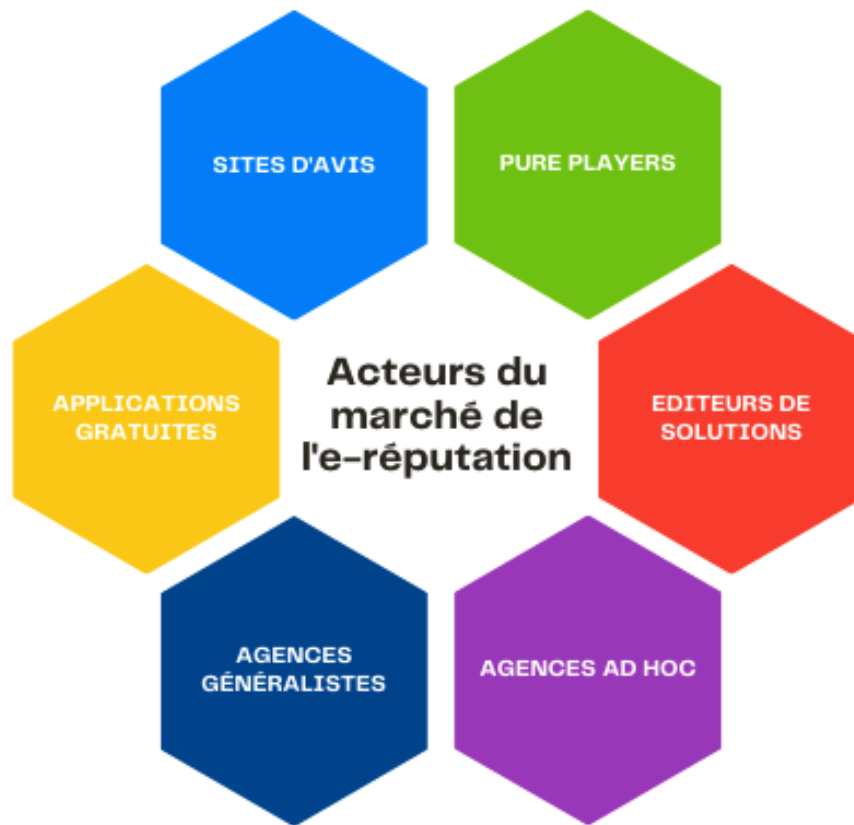 SITES D'AVIS
PURE PLAYERS
APPLICATIONS
GRATUITES
Acteurs du
marché de
l'e-réputation
EDITEURS DE
SOLUTIONS
AGENCES
GÉNÉRALISTES
AGENCES AD HOC